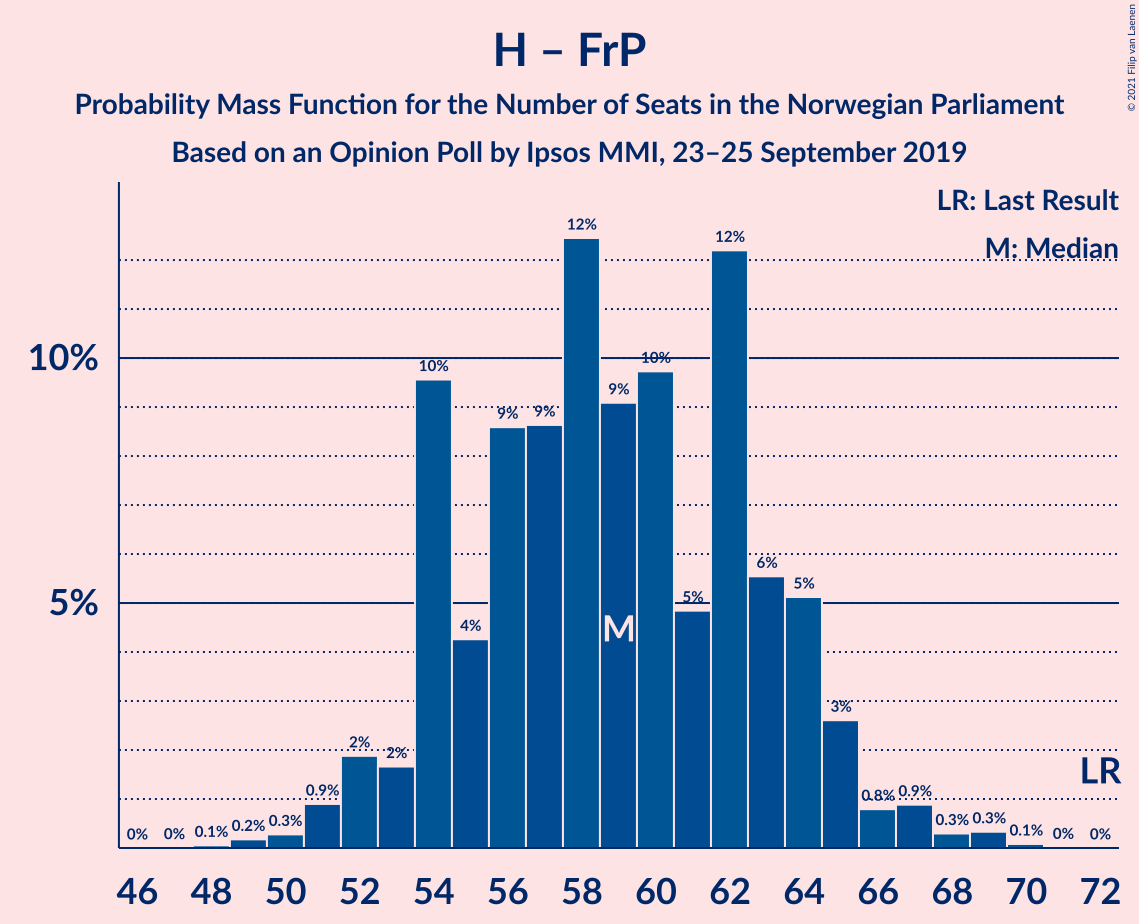 H – FrP
Probability Mass Function for the Number of Seats in the Norwegian Parliament
Based on an Opinion Poll by Ipsos MMI, 23–25 September 2019
© 2021 Filip van Laenen
LR: Last Result
M: Median
10%
5%
0% 0% 0.1% 0.2% 0.3% 0.9% 2% 2% 10% 4% 9% 9% 12% 9% 10% 5% 12% 6% 5% 3% 0.8% 0.9% 0.3% 0.3% 0.1% 0% 0%
M
LR
46 48 50 52 54 56 58 60 62 64 66 68 70 72